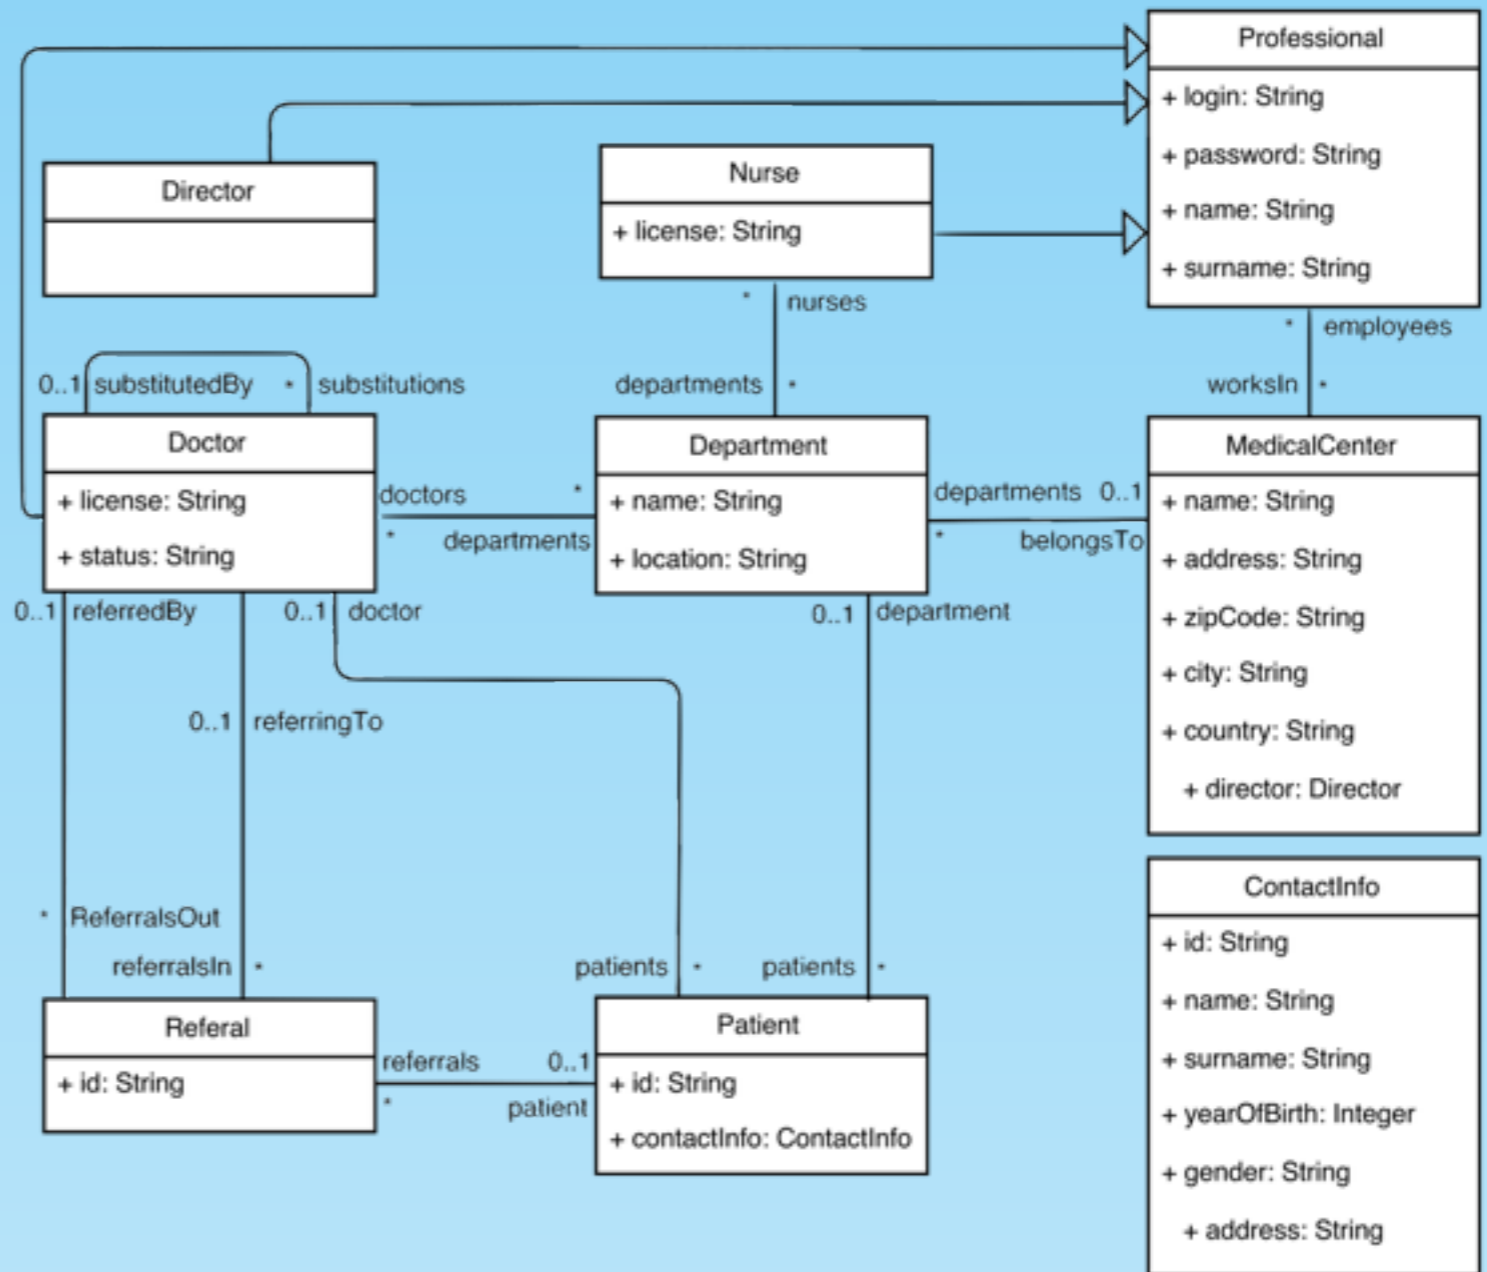 Professional
+ login: String
+ password: String
+ name: String
+ surname: String
Director
Nurse
+ license: String
* nurses
* employees
0..1 substitutedBy * substitutions
departments *
worksIn *
Doctor
+ license: String
+ status: String
doctors *
* departments
Department
+ name: String
+ location: String
departments 0..1
* belongsTo
MedicalCenter
+ name: String
+ address: String
+ zipCode: String
+ city: String
+ country: String
+ director: Director
0..1 referredBy
0..1 doctor
0..1 department
0..1 referringTo
* ReferralsOut
referralsIn *
patients *
patients *
Referal
+ id: String
referrals 0..1
* patient
Patient
+ id: String
+ contactInfo: ContactInfo
ContactInfo
+ id: String
+ name: String
+ surname: String
+ yearOfBirth: Integer
+ gender: String
+ address: String